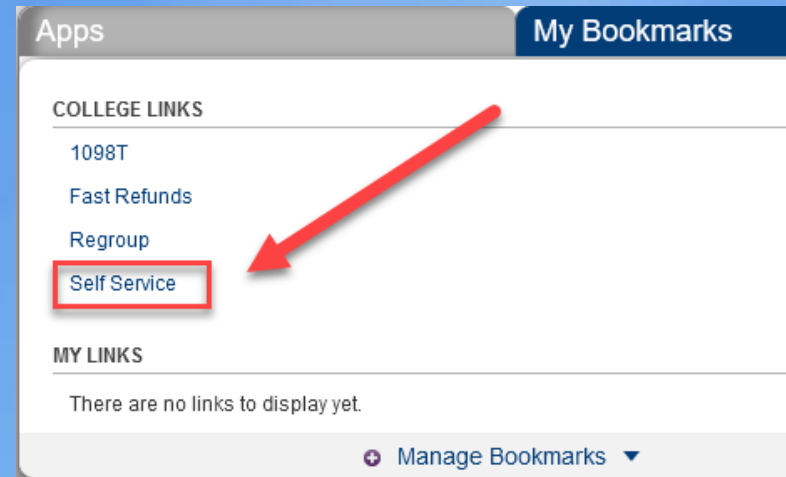 Apps
My Bookmarks
COLLEGE LINKS
1098T
Fast Refunds
Regroup
Self Service
MY LINKS
There are no links to display yet.
Manage Bookmarks